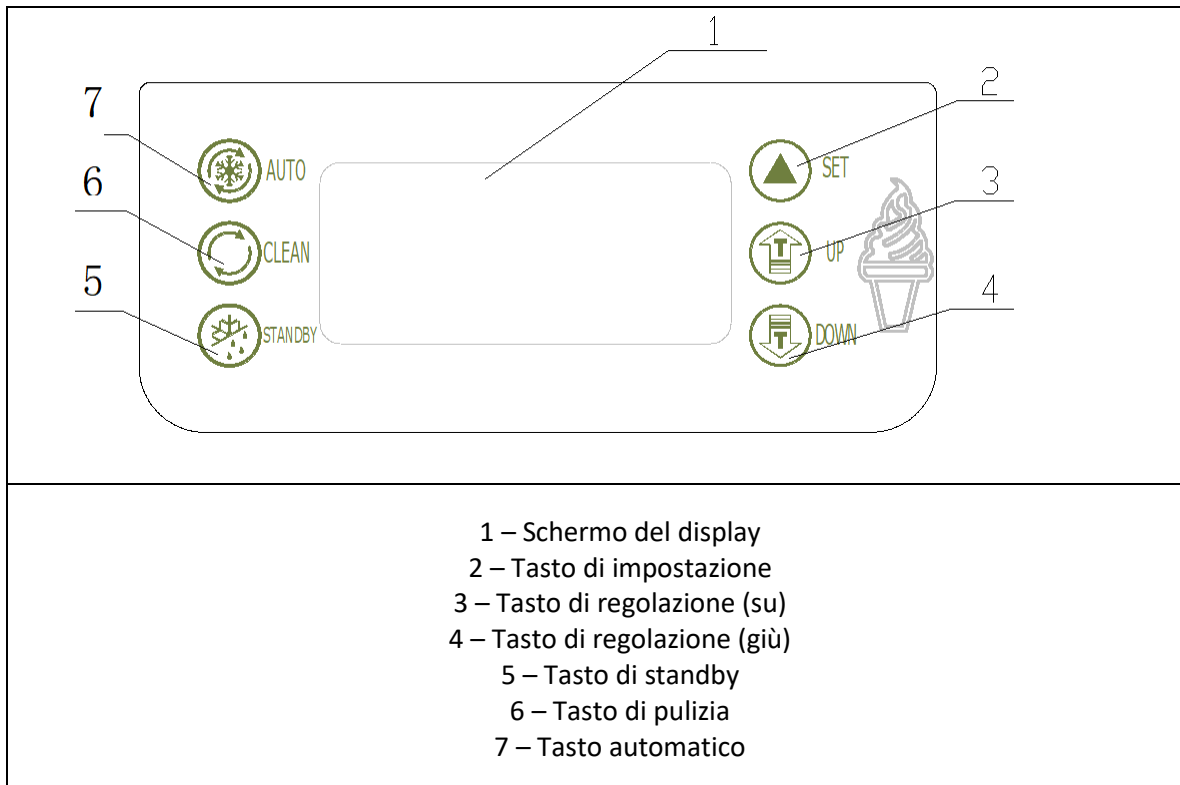 1
2
7
AUTO
SET
6
3
CLEAN
T
UP
5
4
STANDBY
T
DOWN
1 – Schermo del display
2 – Tasto di impostazione
3 – Tasto di regolazione (su)
4 – Tasto di regolazione (giù)
5 – Tasto di standby
6 – Tasto di pulizia
7 – Tasto automatico